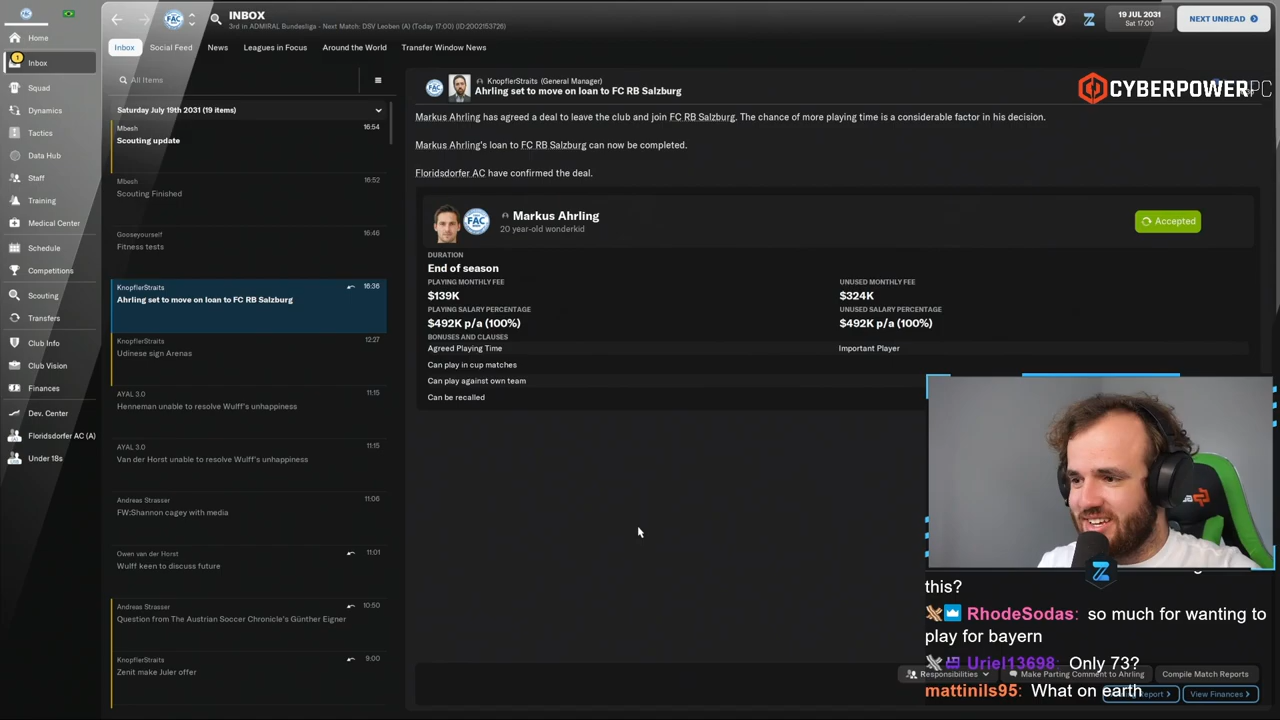 INBOX
3rd in ADMIRAL Bundesliga - Next Match: DSV Leoben (A) (Today 17:00) (ID:2002153726)
19 JUL 2031
Sat 17:00
NEXT UNREAD
Home
1
Inbox
Squad
Dynamics
Tactics
Data Hub
Staff
Training
Medical Center
Schedule
Competitions
Scouting
Transfers
Club Info
Club Vision
Finances
Dev. Center
Floridsdorfer AC (A)
Under 18s
Inbox
Social Feed
News
Leagues in Focus
Around the World
Transfer Window News
All Items
Saturday July 19th 2031 (19 items)
Mbesh
16:54
Scouting update
Mbesh
16:52
Scouting Finished
Gooseyourself
16:46
Fitness tests
KnopflerStraits
16:36
Ahrling set to move on loan to FC RB Salzburg
KnopflerStraits
12:27
Udinese sign Arenas
AYAL 3.0
11:15
Henneman unable to resolve Wulff's unhappiness
AYAL 3.0
11:15
Van der Horst unable to resolve Wulff's unhappiness
Andreas Strasser
11:06
FW:Shannon cagey with media
Owen van der Horst
11:01
Wulff keen to discuss future
Andreas Strasser
10:50
Question from The Austrian Soccer Chronicle's Günther Eigner
KnopflerStraits
9:00
Zenit make Juler offer
KnopflerStraits (General Manager)
Ahrling set to move on loan to FC RB Salzburg
CYBERPOWERPC
Markus Ahrling has agreed a deal to leave the club and join FC RB Salzburg. The chance of more playing time is a considerable factor in his decision.
Markus Ahrling's loan to FC RB Salzburg can now be completed.
Floridsdorfer AC have confirmed the deal.
FAC
Markus Ahrling
20 year-old wonderkid
Accepted
DURATION
End of season
PLAYING MONTHLY FEE
$139K
UNUSED MONTHLY FEE
$324K
PLAYING SALARY PERCENTAGE
$492K p/a (100%)
UNUSED SALARY PERCENTAGE
$492K p/a (100%)
BONUSES AND CLAUSES
Agreed Playing Time
Important Player
Can play in cup matches
Can play against own team
Can be recalled
this?
RhodeSodas: so much for wanting to
play for bayern
Uriel13698: Only 73?
mattinils95: What on earth
Responsibilities
Make Parting Comment to Ahrling
Compile Match Reports
Report
View Finances